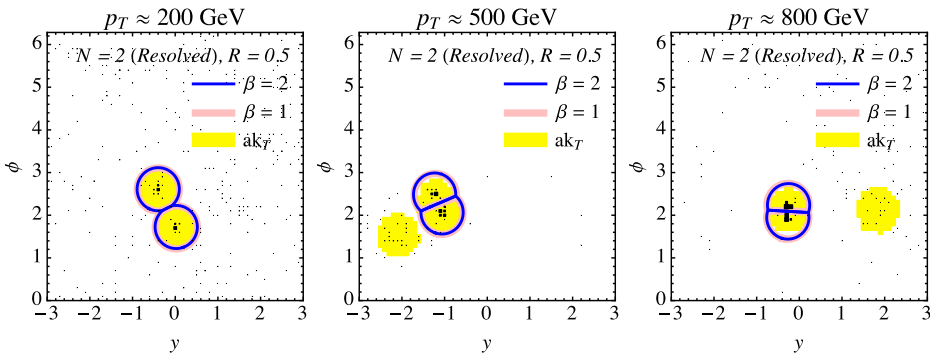 p_T ≈ 200 GeV
N = 2 (Resolved), R = 0.5
β = 2
β = 1
ak_T
ϕ
6
5
4
3
2
1
0
−3 −2 −1 0 1 2 3
y
p_T ≈ 500 GeV
N = 2 (Resolved), R = 0.5
β = 2
β = 1
ak_T
ϕ
6
5
4
3
2
1
0
−3 −2 −1 0 1 2 3
y
p_T ≈ 800 GeV
N = 2 (Resolved), R = 0.5
β = 2
β = 1
ak_T
ϕ
6
5
4
3
2
1
0
−3 −2 −1 0 1 2 3
y